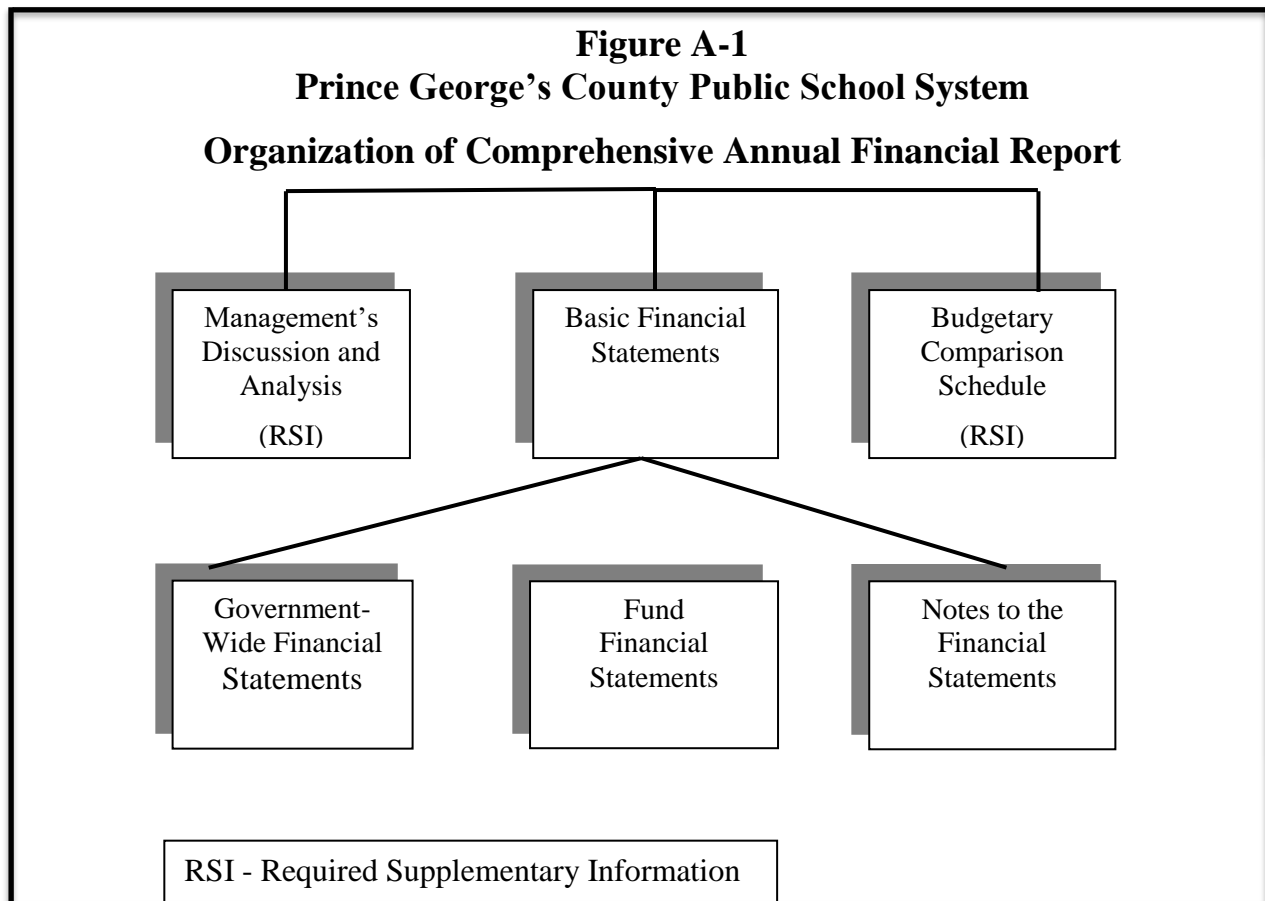 Figure A-1
Prince George’s County Public School System
Organization of Comprehensive Annual Financial Report
Management’s
Discussion and
Analysis
(RSI)
Basic Financial
Statements
Budgetary
Comparison
Schedule
(RSI)
Government-
Wide Financial
Statements
Fund
Financial
Statements
Notes to the
Financial
Statements
RSI - Required Supplementary Information